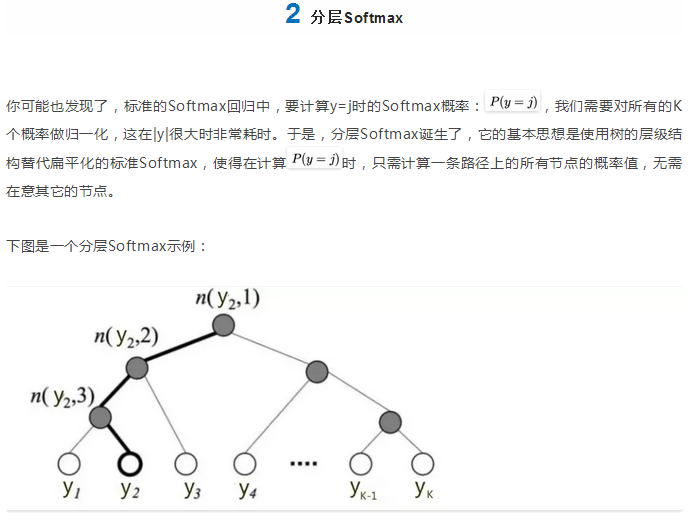 2 分层Softmax
你可能也发现了，标准的Softmax回归中，要计算y=j时的Softmax概率：P(y = j)，我们需要对所有的K
个概率做归一化，这在|y|很大时非常耗时。于是，分层Softmax诞生了，它的基本思想是使用树的层级结
构替代扁平化的标准Softmax，使得在计算P(y = j)时，只需计算一条路径上的所有节点的概率值，无需
在意其它的节点。
下图是一个分层Softmax示例：
n(y₂,1)
n(y₂,2)
n(y₂,3)
y₁ y₂ y₃ y₄ .... yK-1 yK